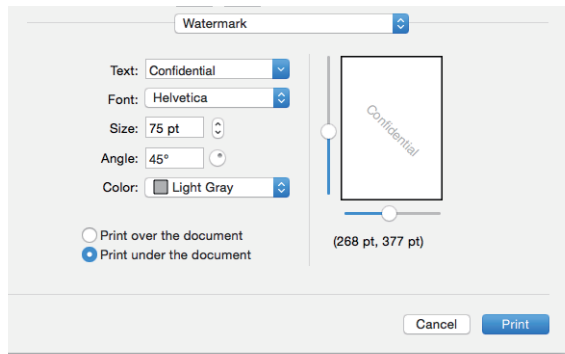 Watermark
Text: Confidential
Font: Helvetica
Size: 75 pt
Angle: 45°
Color: Light Gray
Print over the document
Print under the document
Confidential
(268 pt, 377 pt)
Cancel Print